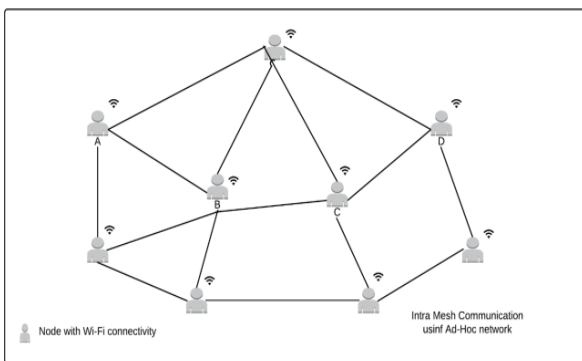 A
D
B
C
Node with Wi-Fi connectivity
Intra Mesh Communication
usinf Ad-Hoc network